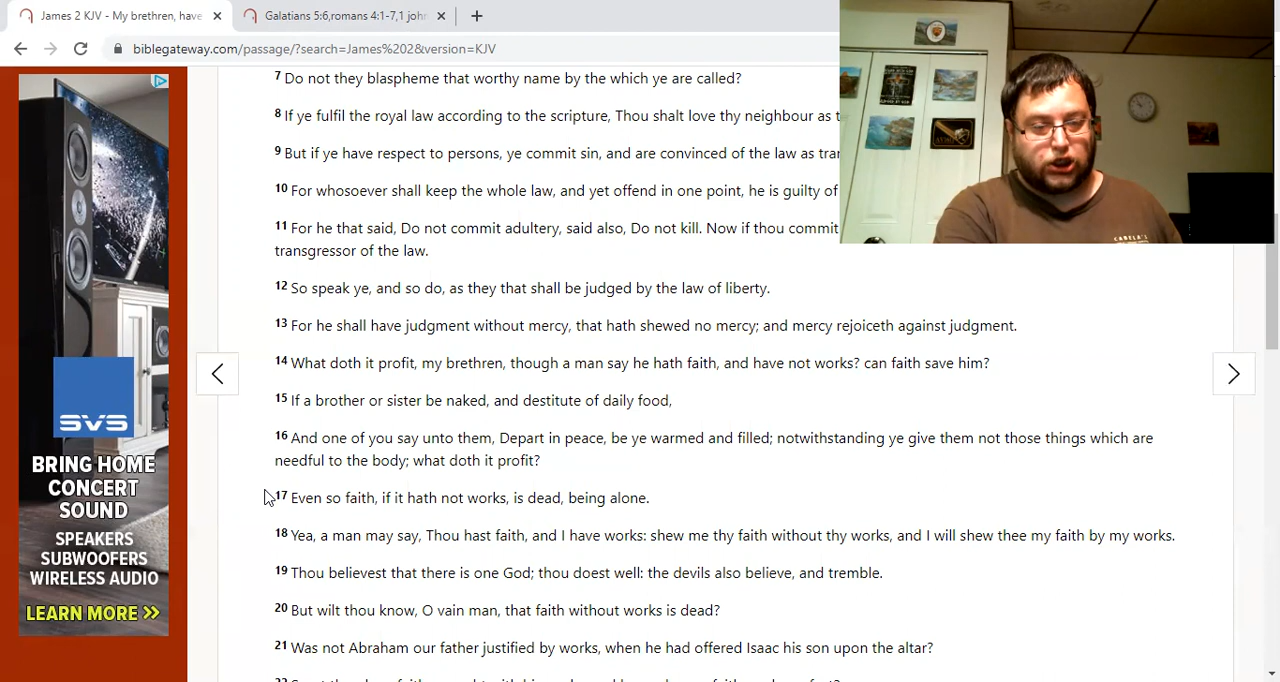 James 2 KJV - My brethren, have
Galatians 5:6,romans 4:1-7,1 joh
biblegateway.com/passage/?search=James%202&version=KJV
7 Do not they blaspheme that worthy name by the which ye are called?
8 If ye fulfil the royal law according to the scripture, Thou shalt love thy neighbour as t
9 But if ye have respect to persons, ye commit sin, and are convinced of the law as tra
10 For whosoever shall keep the whole law, and yet offend in one point, he is guilty of
11 For he that said, Do not commit adultery, said also, Do not kill. Now if thou commit
transgressor of the law.
12 So speak ye, and so do, as they that shall be judged by the law of liberty.
13 For he shall have judgment without mercy, that hath shewed no mercy; and mercy rejoiceth against judgment.
14 What doth it profit, my brethren, though a man say he hath faith, and have not works? can faith save him?
15 If a brother or sister be naked, and destitute of daily food,
16 And one of you say unto them, Depart in peace, be ye warmed and filled; notwithstanding ye give them not those things which are
needful to the body; what doth it profit?
17 Even so faith, if it hath not works, is dead, being alone.
18 Yea, a man may say, Thou hast faith, and I have works: shew me thy faith without thy works, and I will shew thee my faith by my works.
19 Thou believest that there is one God; thou doest well: the devils also believe, and tremble.
20 But wilt thou know, O vain man, that faith without works is dead?
21 Was not Abraham our father justified by works, when he had offered Isaac his son upon the altar?
SVS
BRING HOME
CONCERT
SOUND
SPEAKERS
SUBWOOFERS
WIRELESS AUDIO
LEARN MORE >>
CABELA'S